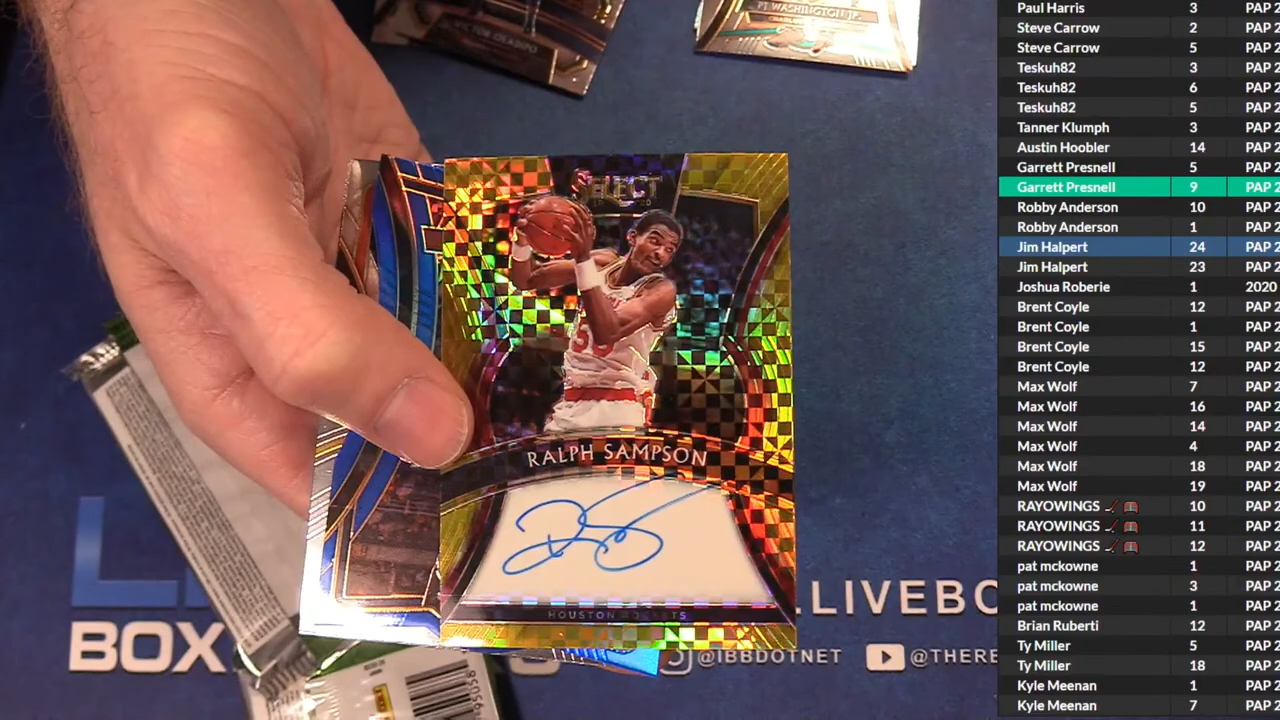 VICTOR OLADIPO
PJ WASHINGTON JR.
SELECT
RALPH SAMPSON
HOUSTON ROCKETS
BOX
.LIVEBO
@IBBDOTNET
@THERE
Paul Harris 3 PAP 2
Steve Carrow 2 PAP 2
Steve Carrow 5 PAP 2
Teskuh82 3 PAP 2
Teskuh82 6 PAP 2
Teskuh82 5 PAP 2
Tanner Klumph 3 PAP 2
Austin Hoobler 14 PAP 2
Garrett Presnell 5 PAP 2
Garrett Presnell 9 PAP 2
Robby Anderson 10 PAP 2
Robby Anderson 1 PAP 2
Jim Halpert 24 PAP 2
Jim Halpert 23 PAP 2
Joshua Roberie 1 2020
Brent Coyle 12 PAP 2
Brent Coyle 1 PAP 2
Brent Coyle 15 PAP 2
Brent Coyle 12 PAP 2
Max Wolf 7 PAP 2
Max Wolf 16 PAP 2
Max Wolf 14 PAP 2
Max Wolf 4 PAP 2
Max Wolf 18 PAP 2
Max Wolf 19 PAP 2
RAYOWINGS 10 PAP 2
RAYOWINGS 11 PAP 2
RAYOWINGS 12 PAP 2
pat mckowne 1 PAP 2
pat mckowne 3 PAP 2
pat mckowne 1 PAP 2
Brian Ruberti 12 PAP 2
Ty Miller 5 PAP 2
Ty Miller 18 PAP 2
Kyle Meenan 1 PAP 2
Kyle Meenan 7 PAP 2